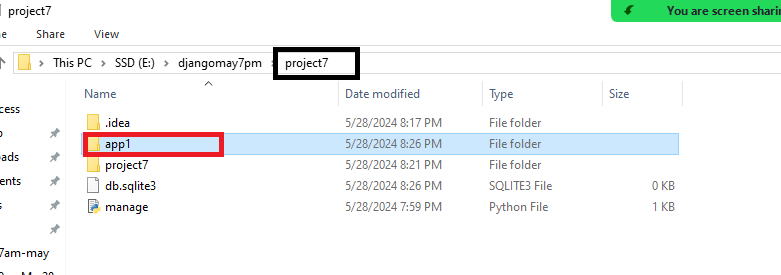 project7
You are screen sharin
Share View
This PC > SSD (E:) > djangomay7pm > project7
Name Date modified Type Size
.idea 5/28/2024 8:17 PM File folder
app1 5/28/2024 8:26 PM File folder
project7 5/28/2024 8:21 PM File folder
db.sqlite3 5/28/2024 8:26 PM SQLITE3 File 0 KB
manage 5/28/2024 7:59 PM Python File 1 KB
cess
oads
ents
s
7am-may